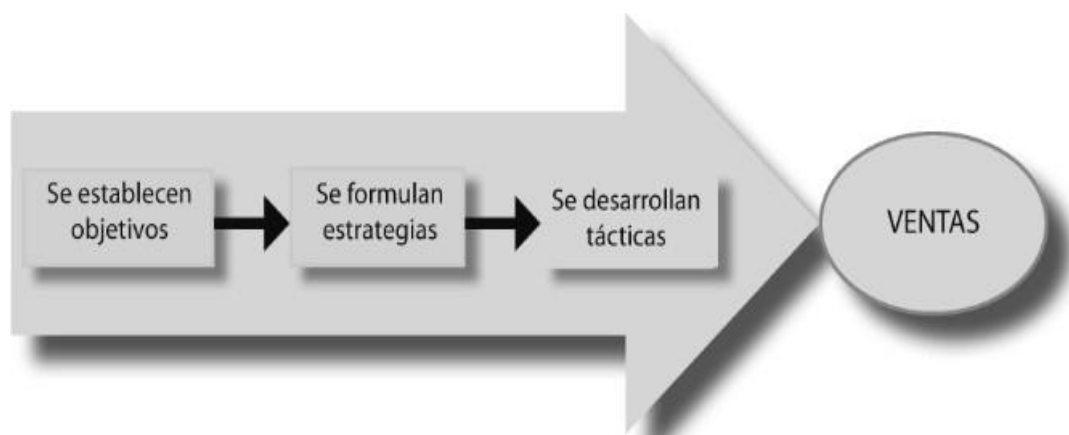 Se establecen
objetivos
Se formulan
estrategias
Se desarrollan
tácticas
VENTAS